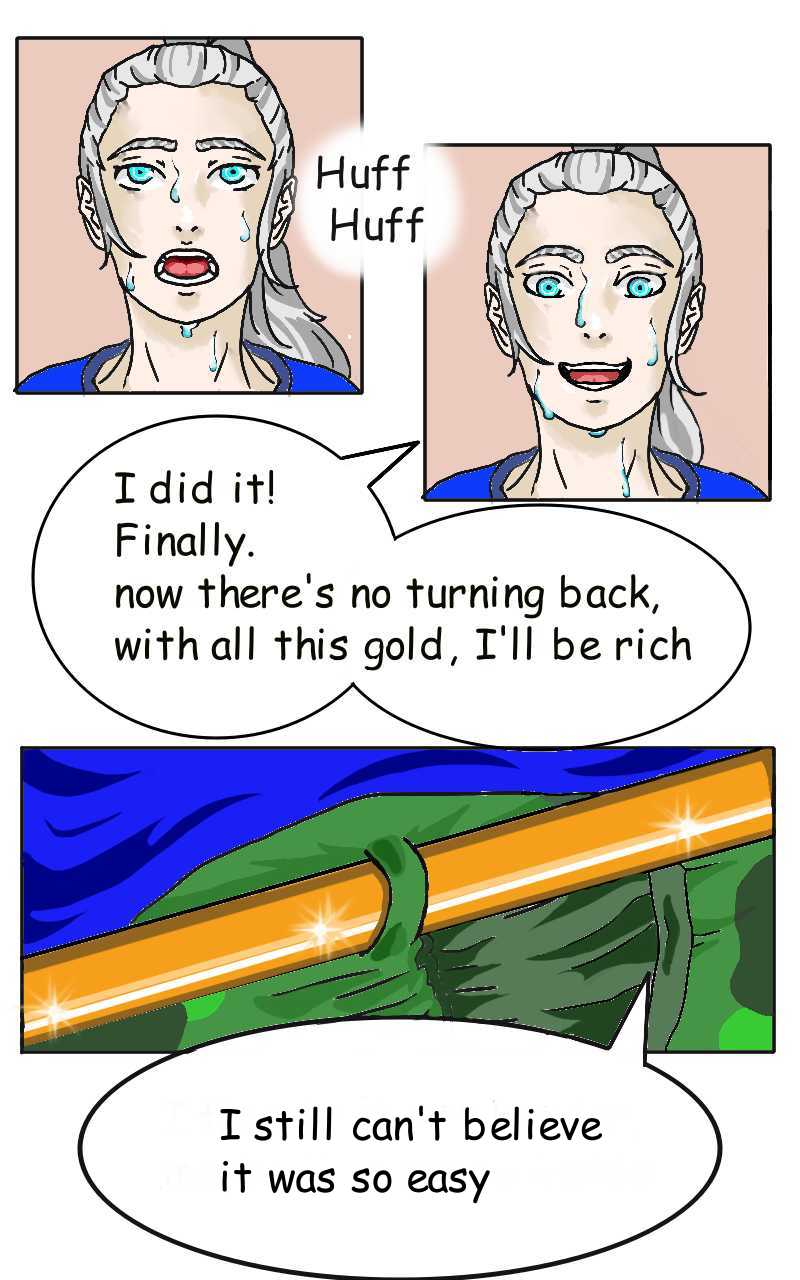 Huff
Huff
I did it!
Finally.
now there's no turning back,
with all this gold, I'll be rich
I still can't believe
it was so easy